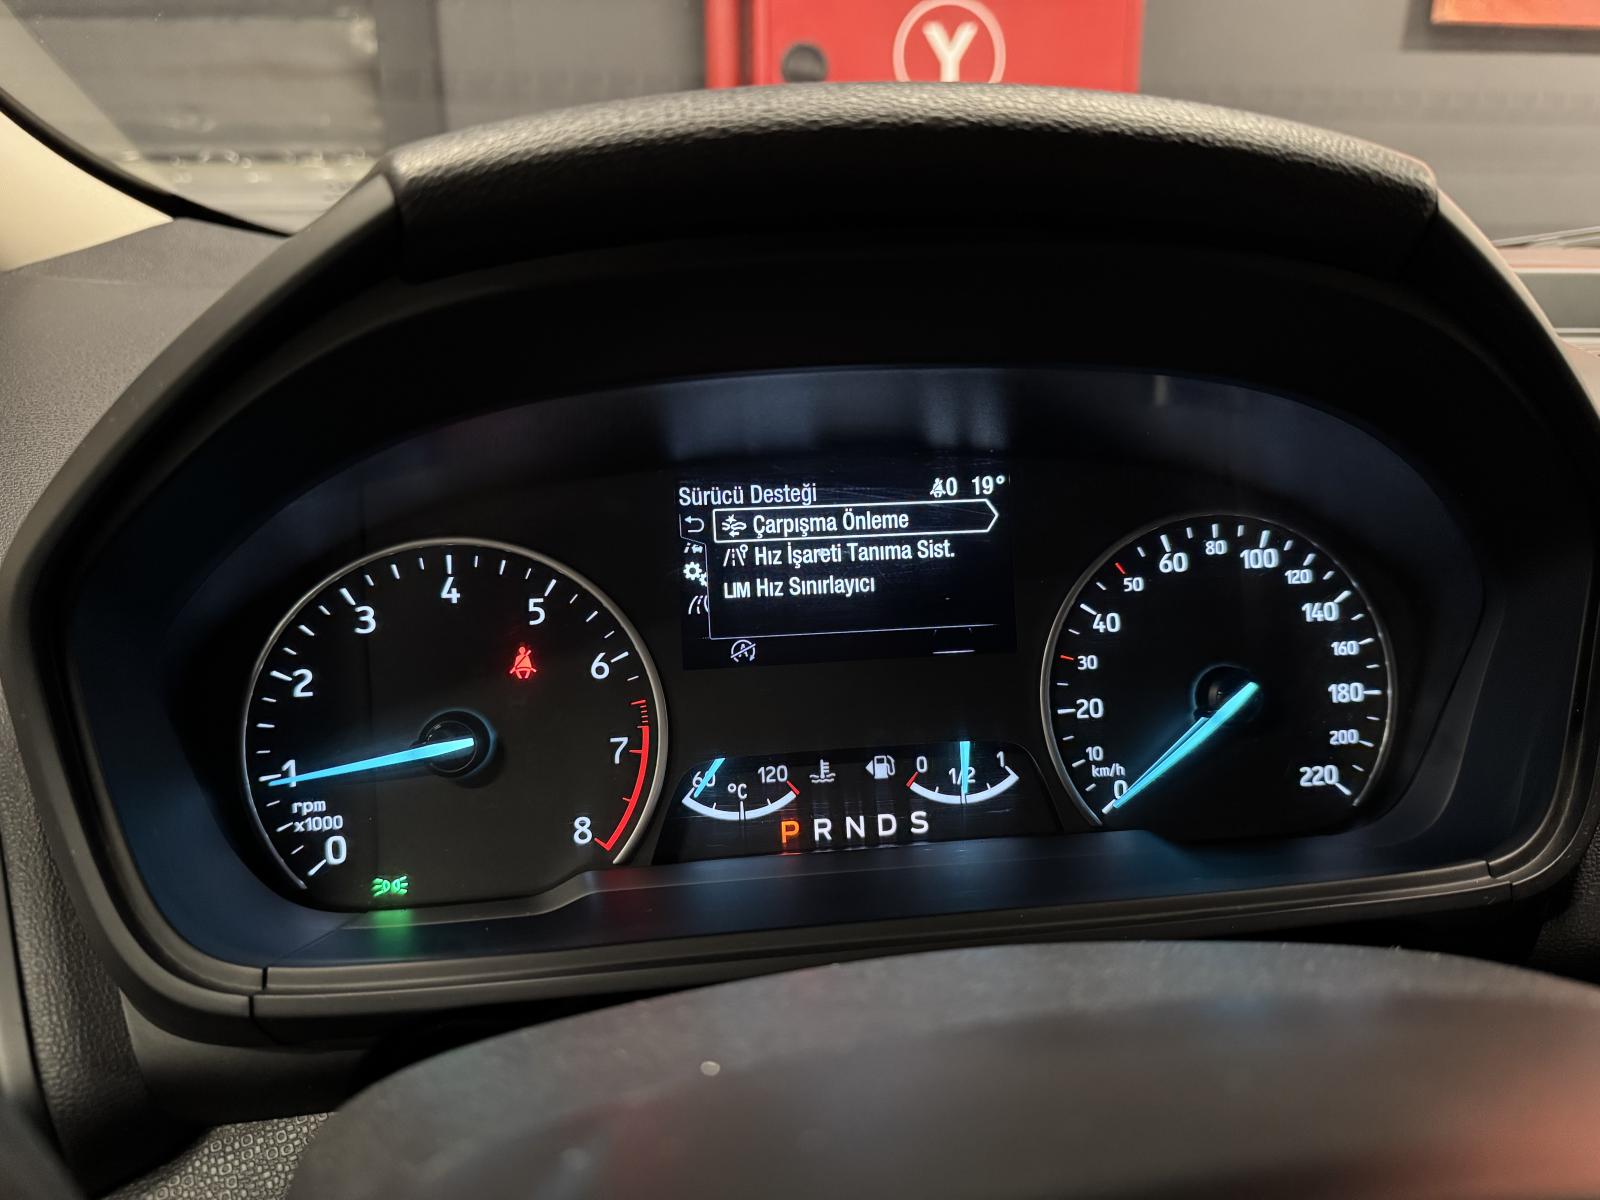 Y
Sürücü Desteği 0 19°
Çarpışma Önleme
Hız İşareti Tanıma Sist.
LIM Hız Sınırlayıcı
A
0
1
2
3
4
5
6
7
8
rpm
x1000
60 120
°C
0 1/2 1
P R N D S
0
10
20
30
40
50
60
80
100
120
140
160
180
200
220
km/h